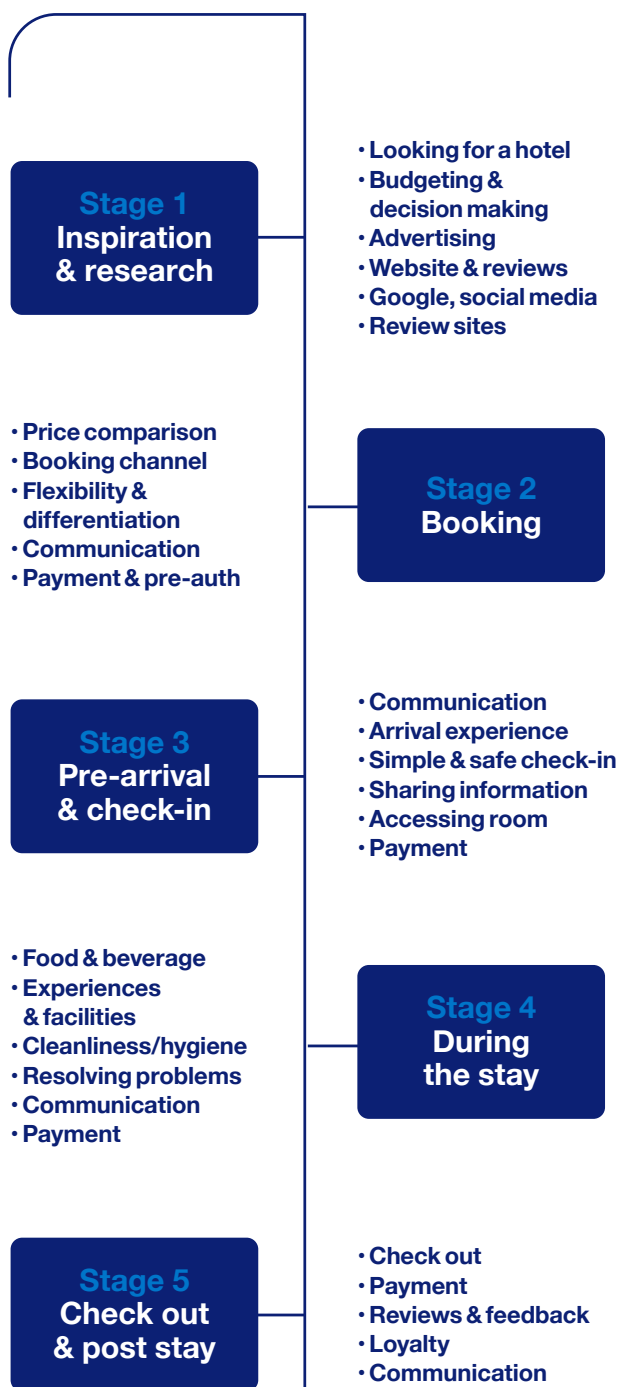 Stage 1
Inspiration
& research
• Looking for a hotel
• Budgeting &
decision making
• Advertising
• Website & reviews
• Google, social media
• Review sites
Stage 2
Booking
• Price comparison
• Booking channel
• Flexibility &
differentiation
• Communication
• Payment & pre-auth
Stage 3
Pre-arrival
& check-in
• Communication
• Arrival experience
• Simple & safe check-in
• Sharing information
• Accessing room
• Payment
Stage 4
During
the stay
• Food & beverage
• Experiences
& facilities
• Cleanliness/hygiene
• Resolving problems
• Communication
• Payment
Stage 5
Check out
& post stay
• Check out
• Payment
• Reviews & feedback
• Loyalty
• Communication